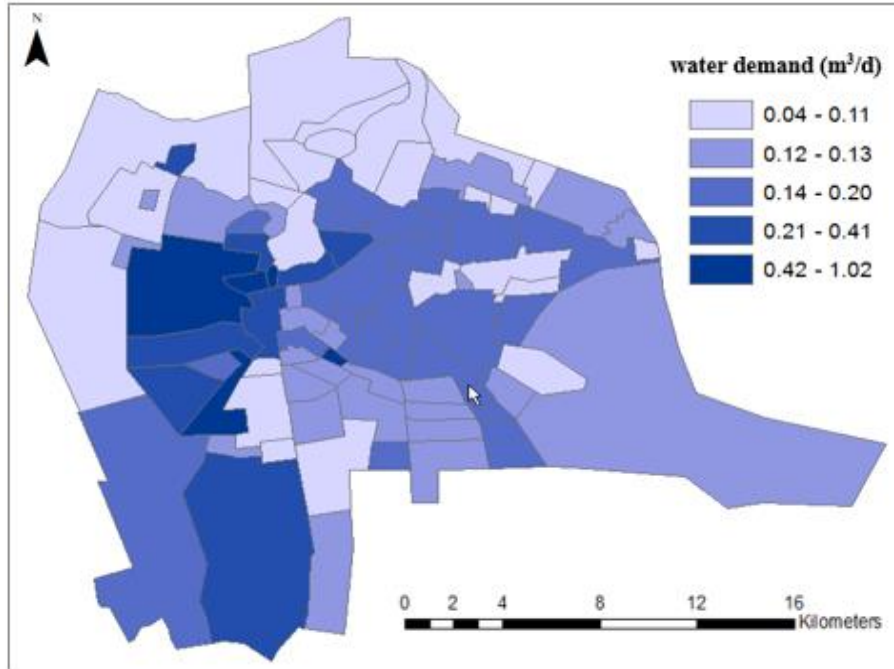 N
water demand (m³/d)
0.04 - 0.11
0.12 - 0.13
0.14 - 0.20
0.21 - 0.41
0.42 - 1.02
0 2 4 8 12 16
Kilometers